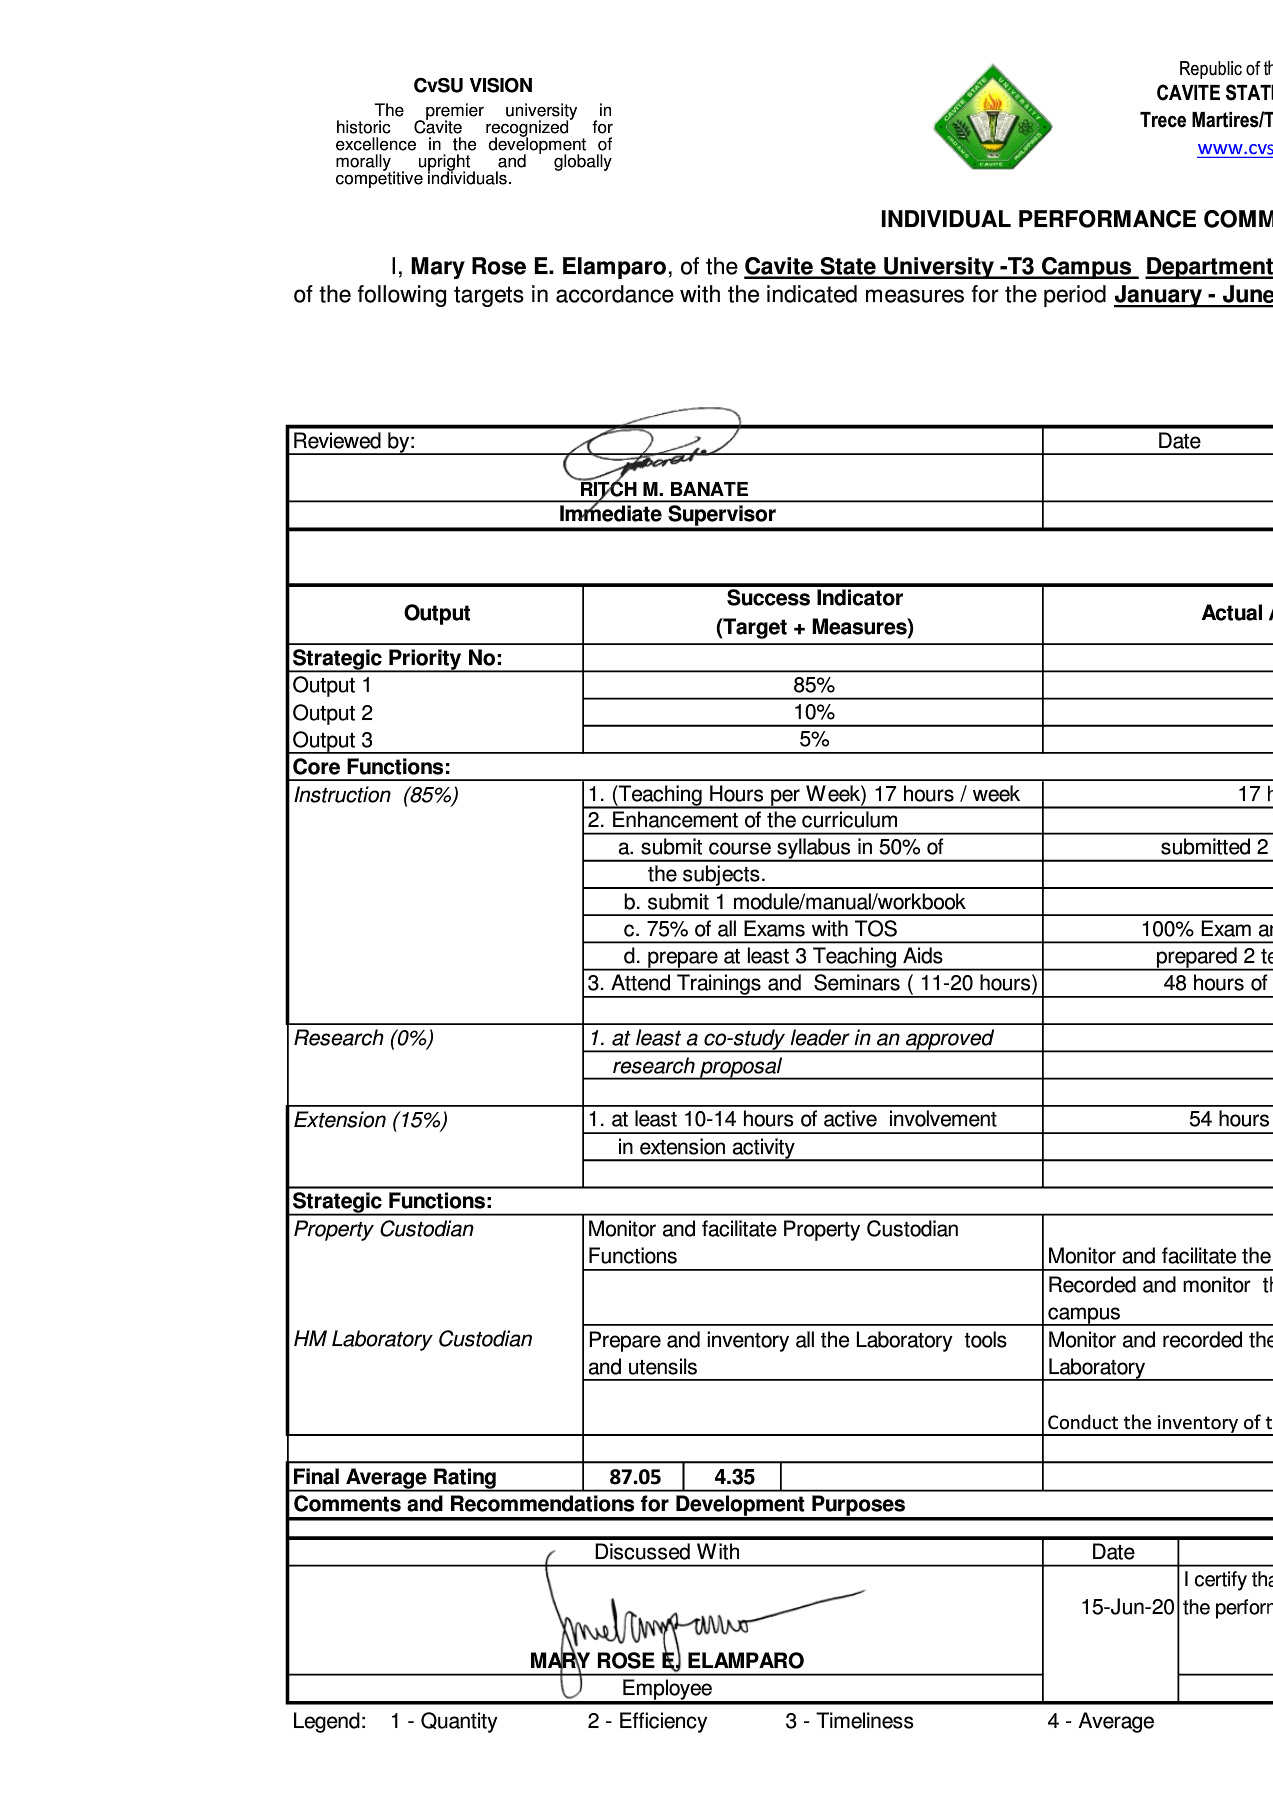 CvSU VISION
The premier university in
historic Cavite recognized for
excellence in the development of
morally upright and globally
competitive individuals.
CAVITE STATE UNIVERSITY
INDANG CAVITE PHILIPPINES
Republic of th
CAVITE STAT
Trece Martires/T
www.cvs
INDIVIDUAL PERFORMANCE COMM
I, Mary Rose E. Elamparo, of the Cavite State University -T3 Campus Department
of the following targets in accordance with the indicated measures for the period January - June
Reviewed by: Date
RITCH M. BANATE
Immediate Supervisor
Output Success Indicator Actual A
(Target + Measures)
Strategic Priority No:
Output 1 85%
Output 2 10%
Output 3 5%
Core Functions:
Instruction (85%) 1. (Teaching Hours per Week) 17 hours / week 17 h
2. Enhancement of the curriculum
a. submit course syllabus in 50% of submitted 2
the subjects.
b. submit 1 module/manual/workbook
c. 75% of all Exams with TOS 100% Exam an
d. prepare at least 3 Teaching Aids prepared 2 te
3. Attend Trainings and Seminars ( 11-20 hours) 48 hours of
Research (0%) 1. at least a co-study leader in an approved
research proposal
Extension (15%) 1. at least 10-14 hours of active involvement 54 hours
in extension activity
Strategic Functions:
Property Custodian Monitor and facilitate Property Custodian
Functions Monitor and facilitate the
Recorded and monitor th
campus
HM Laboratory Custodian Prepare and inventory all the Laboratory tools Monitor and recorded the
and utensils Laboratory
Conduct the inventory of t
Final Average Rating 87.05 4.35
Comments and Recommendations for Development Purposes
Discussed With Date
I certify tha
15-Jun-20 the perform
MARY ROSE E. ELAMPARO
Employee
Legend: 1 - Quantity 2 - Efficiency 3 - Timeliness 4 - Average